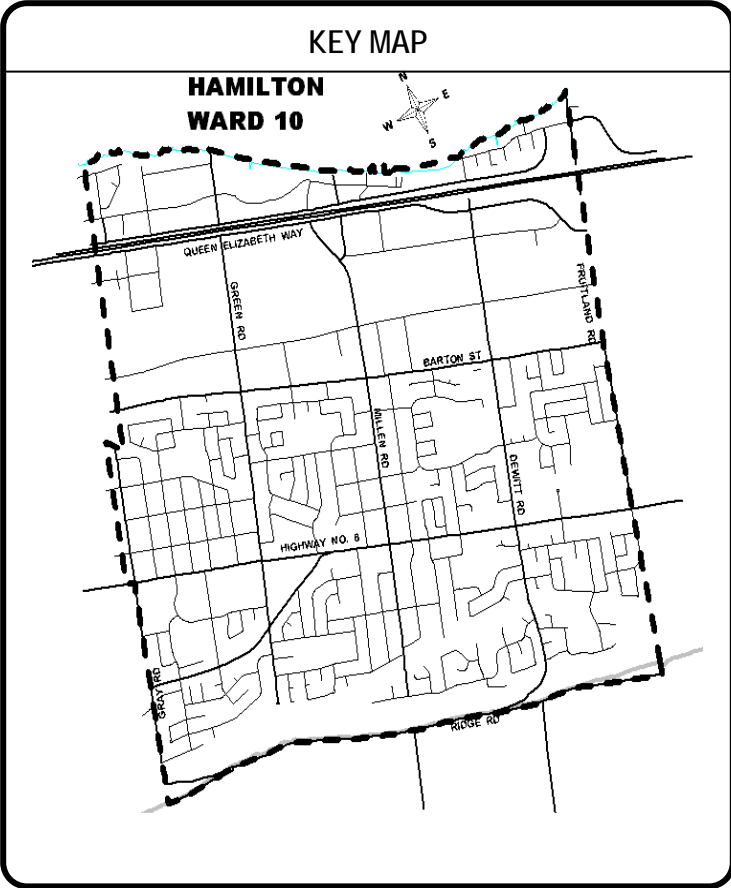 KEY MAP
HAMILTON
WARD 10
N
E
W
S
QUEEN ELIZABETH WAY
GREEN RD
FRUITLAND RD
BARTON ST
MILLEN RD
DEWITT RD
HIGHWAY NO. 8
GRAY RD
RIDGE RD